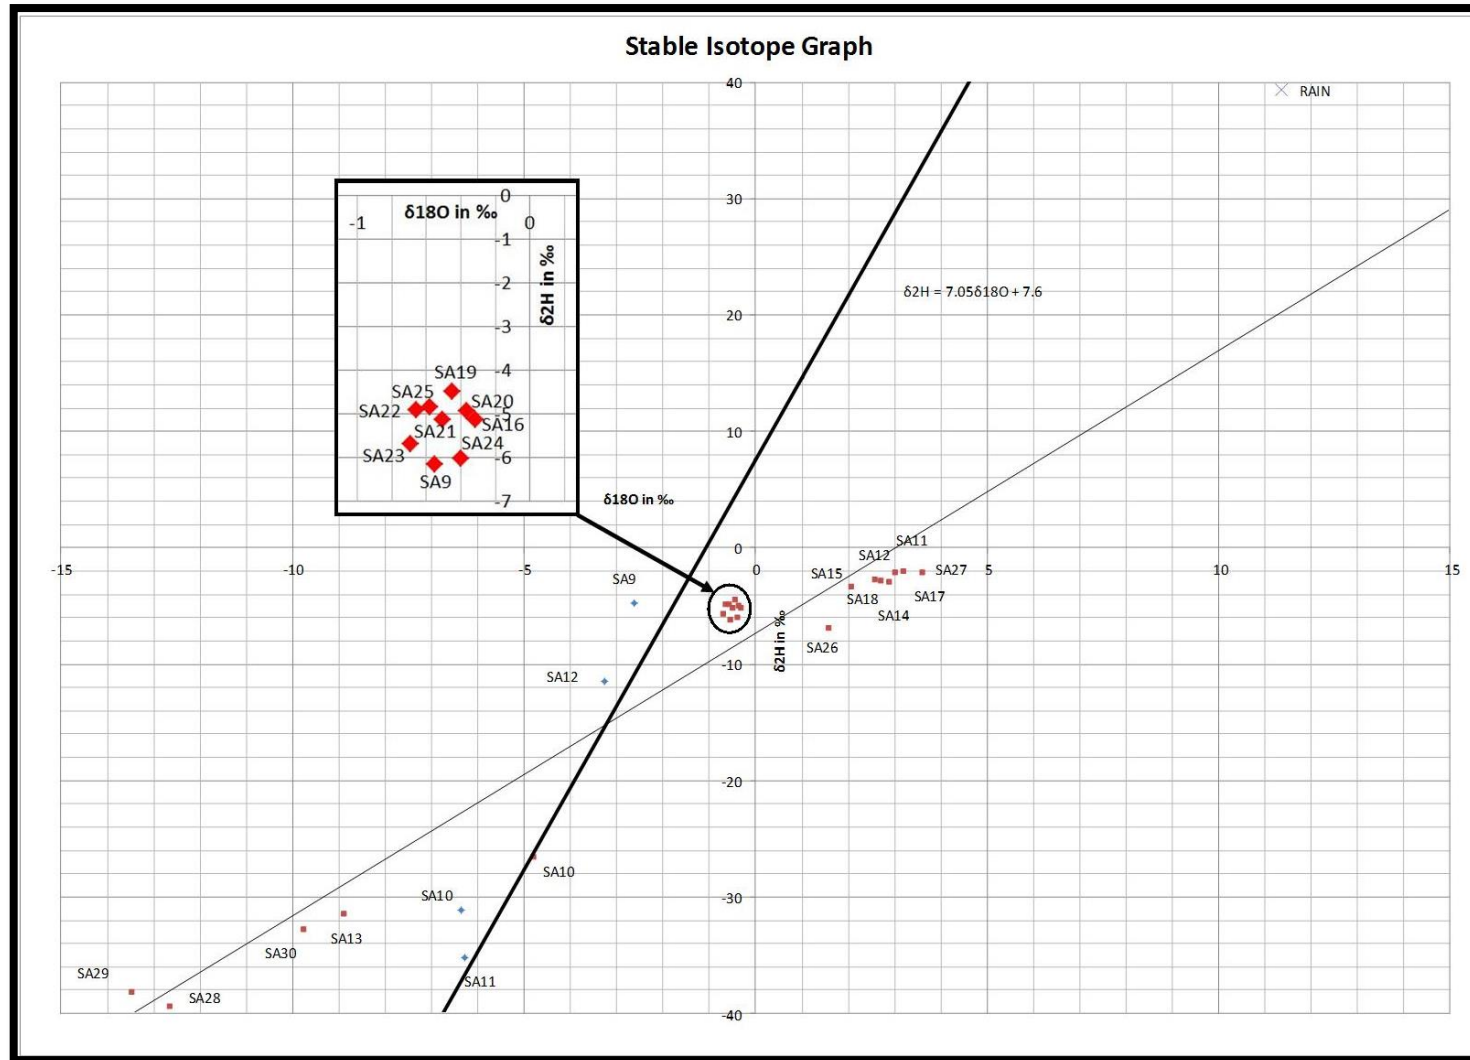 Stable Isotope Graph
40
RAIN
30
δ2H = 7.05δ18O + 7.6
20
10
0
δ18O in ‰
-1
0
-1
δ2H in ‰
-2
-3
-4
SA19
SA25
SA22
SA20
-5
SA21
SA16
SA24
SA23
-6
SA9
-7
δ18O in ‰
0
SA11
SA12
-15
-10
-5
SA9
0
SA15
SA27
5
10
15
SA18
SA17
SA14
δ2H in ‰
SA26
-10
SA12
-20
SA10
SA10
-30
SA13
SA30
SA29
SA11
SA28
-40